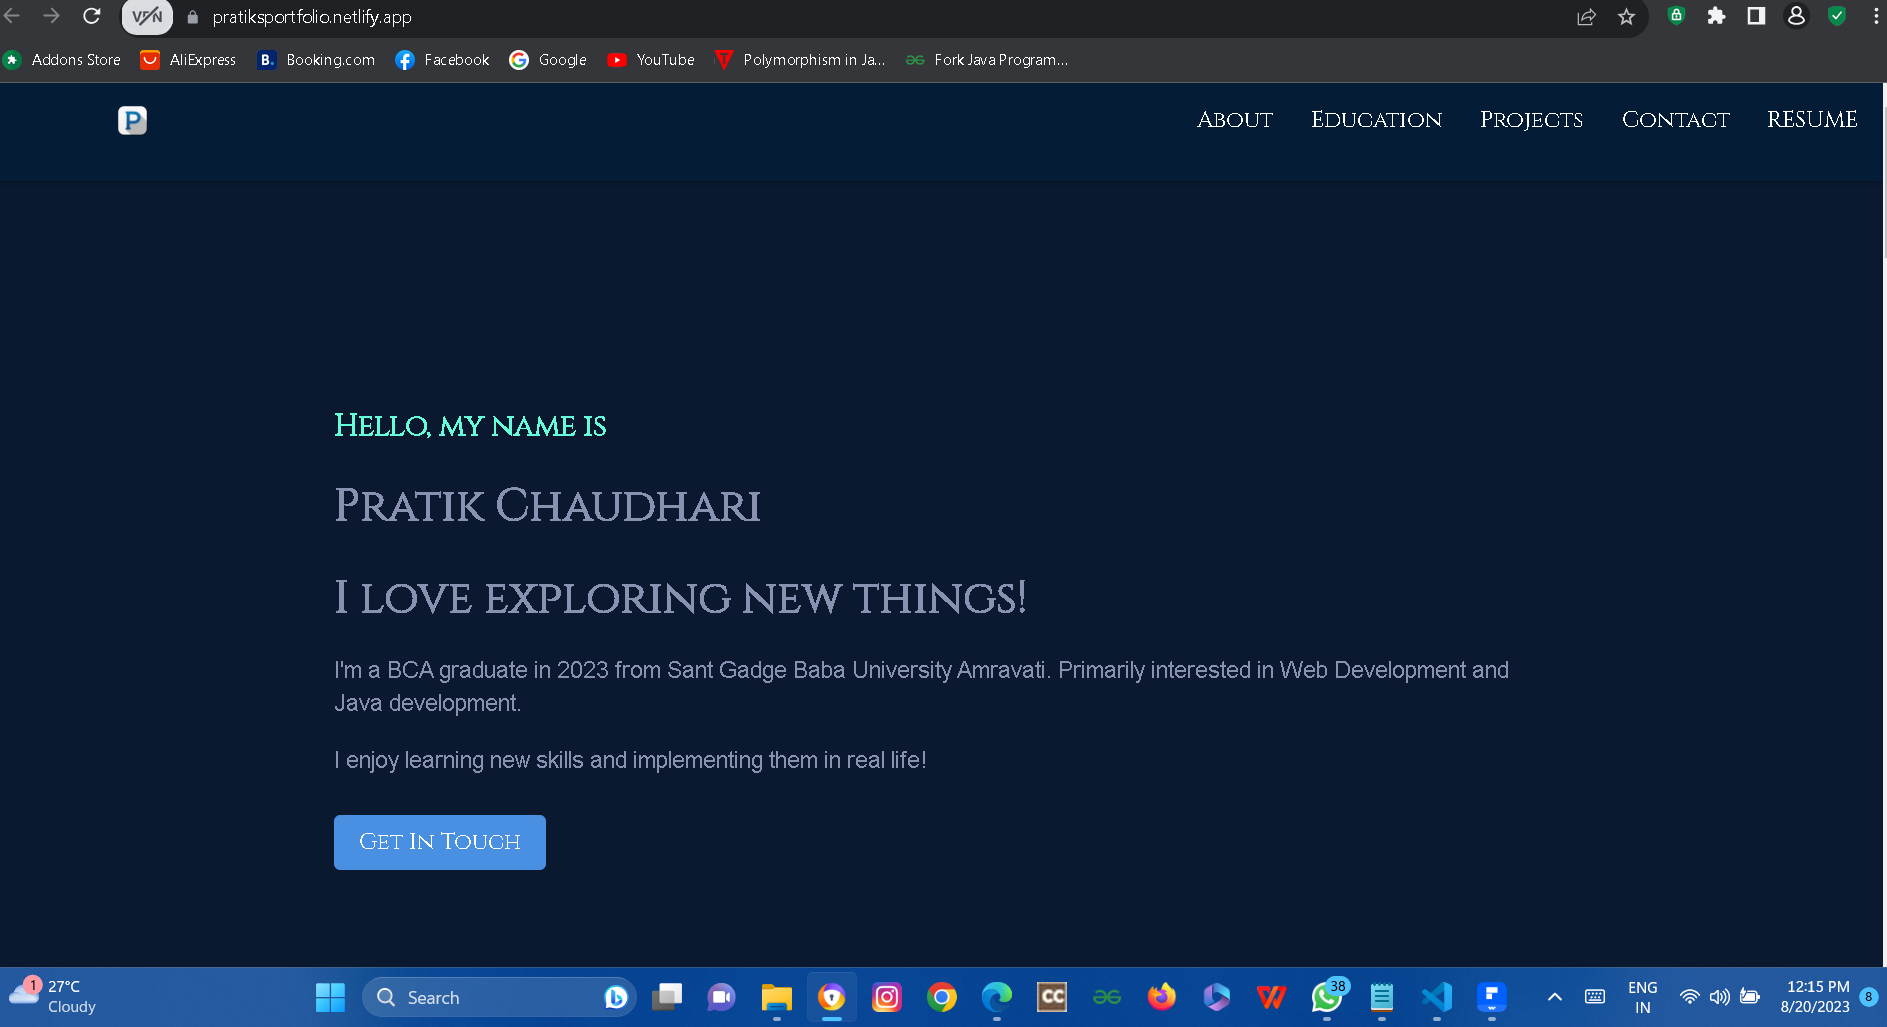 VPN
pratiksportfolio.netlify.app
Addons Store
AliExpress
B.
Booking.com
Facebook
Google
YouTube
Polymorphism in Ja...
Fork Java Program...
P
About
Education
Projects
Contact
RESUME
Hello, my name is
Pratik Chaudhari
I love exploring new things!
I'm a BCA graduate in 2023 from Sant Gadge Baba University Amravati. Primarily interested in Web Development and
Java development.
I enjoy learning new skills and implementing them in real life!
Get In Touch
1
27°C
Cloudy
Search
CC
38
ENG
IN
12:15 PM
8/20/2023
8